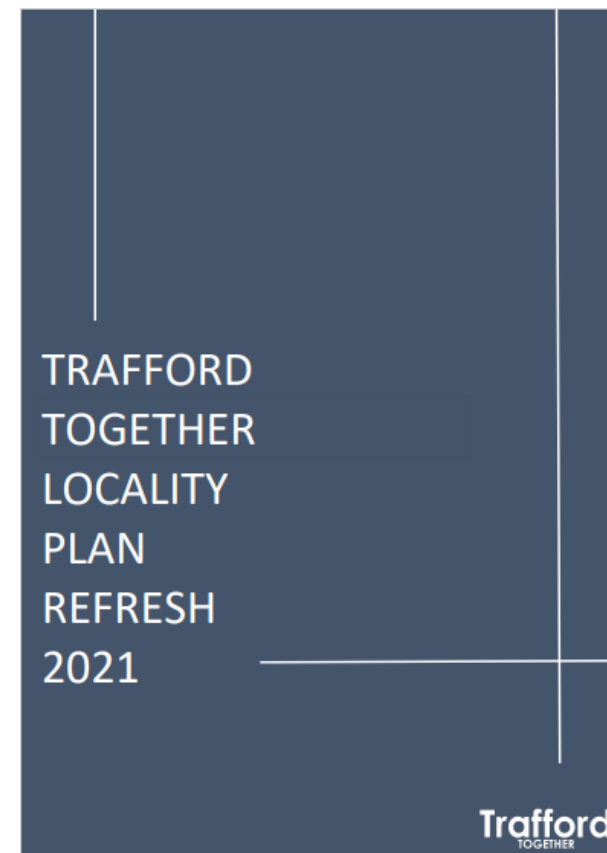 TRAFFORD
TOGETHER
LOCALITY
PLAN
REFRESH
2021
Trafford
TOGETHER